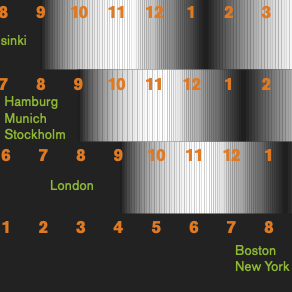 8 9 10 11 12 1 2 3
sinki
7 8 9 10 11 12 1 2
Hamburg
Munich
Stockholm
6 7 8 9 10 11 12 1
London
1 2 3 4 5 6 7 8
Boston
New York